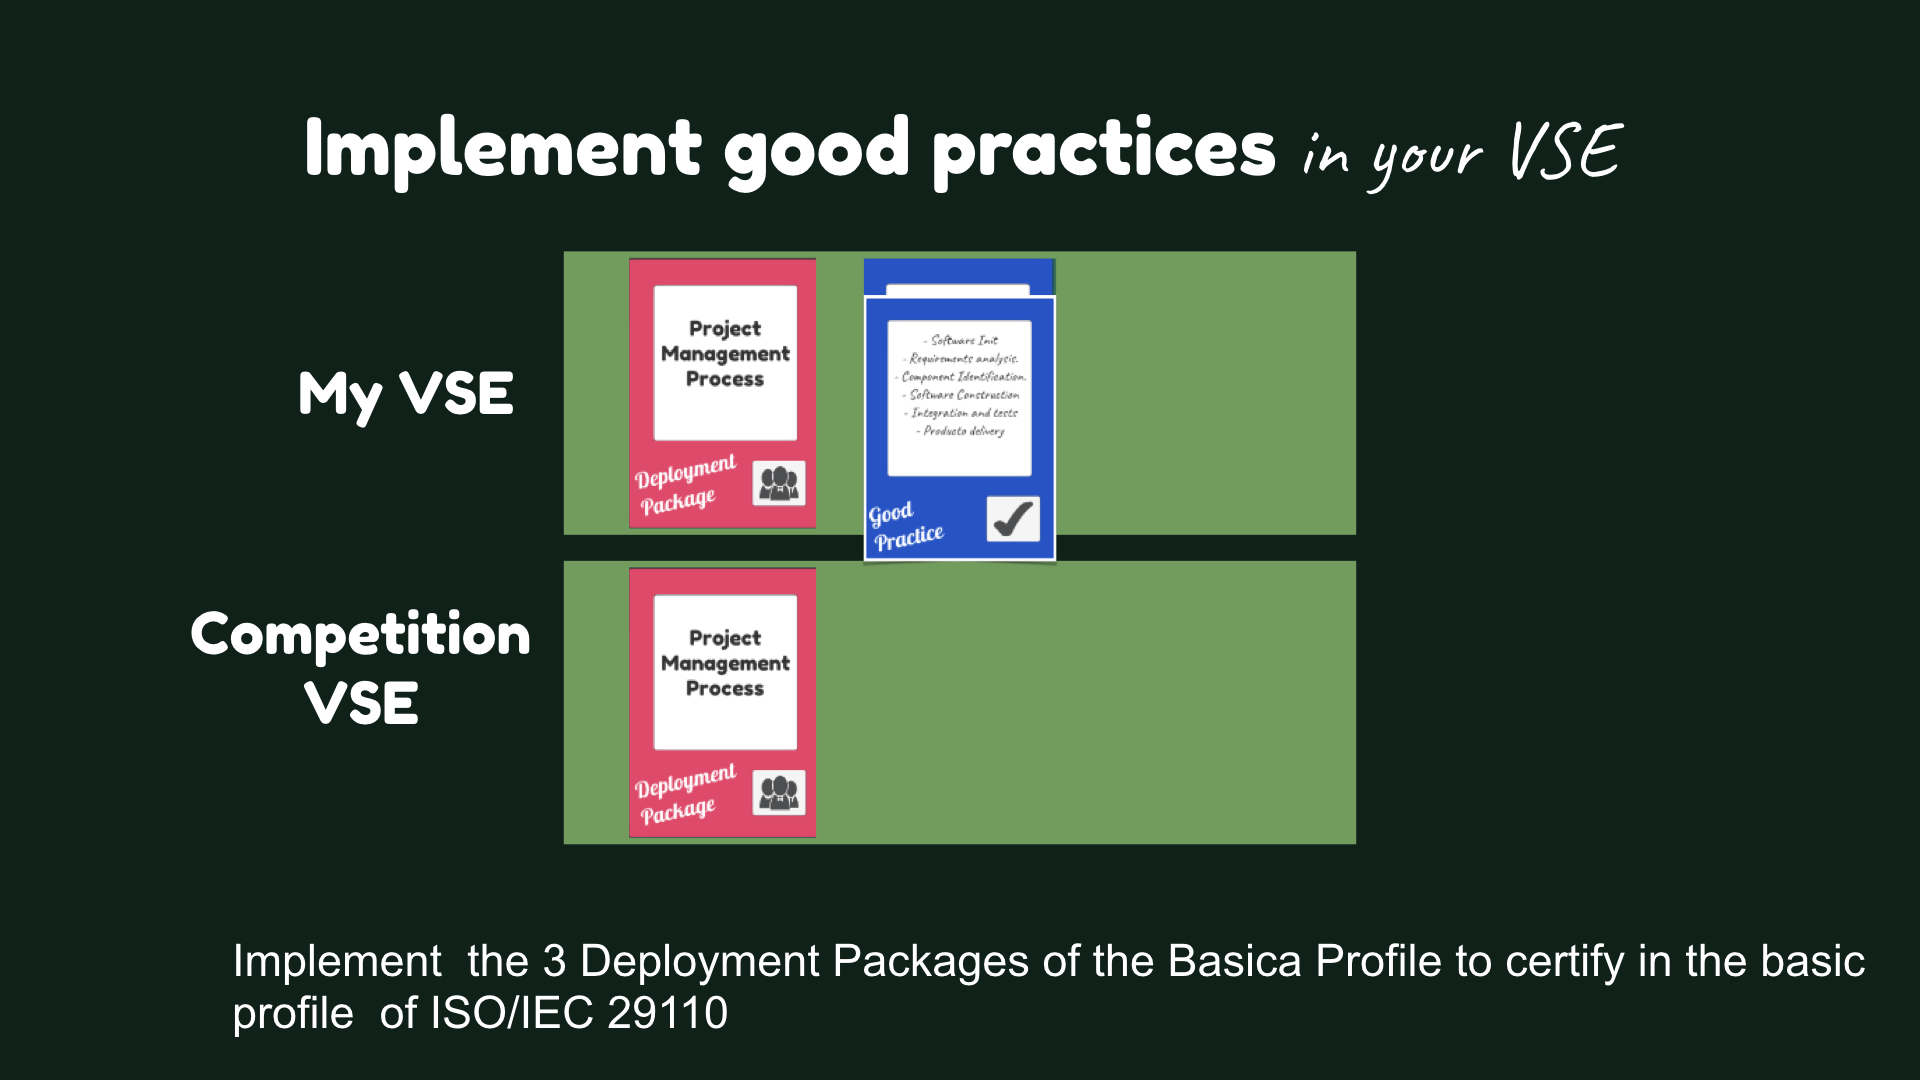 Implement good practices in your VSE
My VSE
Project
Management
Process
Deployment
Package
- Software Init
- Requirements analysis.
- Component Identification.
- Software Construction
- Integration and tests
- Producto delivery
Good
Practice
Competition
VSE
Project
Management
Process
Deployment
Package
Implement  the 3 Deployment Packages of the Basica Profile to certify in the basic
profile  of ISO/IEC 29110